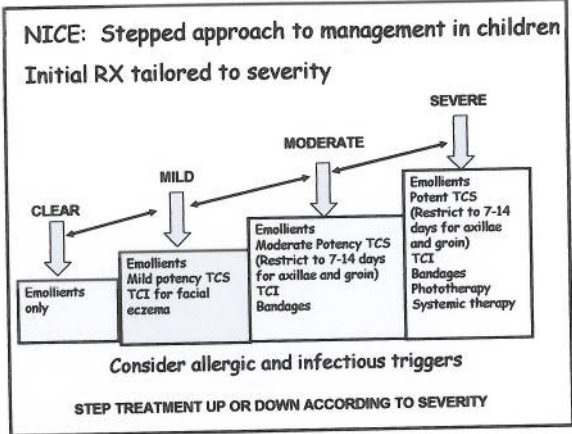 NICE: Stepped approach to management in children
Initial RX tailored to severity
CLEAR
MILD
MODERATE
SEVERE
Emollients
only
Emollients
Mild potency TCS
TCI for facial
eczema
Emollients
Moderate Potency TCS
(Restrict to 7-14 days
for axillae and groin)
TCI
Bandages
Emollients
Potent TCS
(Restrict to 7-14
days for axillae
and groin)
TCI
Bandages
Phototherapy
Systemic therapy
Consider allergic and infectious triggers
STEP TREATMENT UP OR DOWN ACCORDING TO SEVERITY